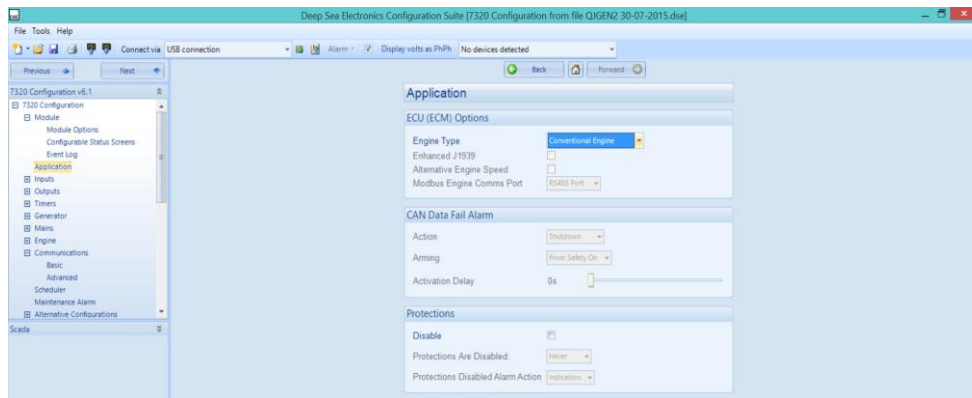 Deep Sea Electronics Configuration Suite [7320 Configuration from file QJGEN2 30-07-2015.dse]
File Tools Help
Connect via USB connection Alarm Display volts as PhPh No devices detected
Previous Next
Back Forward
7320 Configuration v6.1
7320 Configuration
Module
Module Options
Configurable Status Screens
Event Log
Application
Inputs
Outputs
Timers
Generator
Mains
Engine
Communications
Basic
Advanced
Scheduler
Maintenance Alarm
Alternative Configurations
Scada
Application
ECU (ECM) Options
Engine Type Conventional Engine
Enhanced J1939
Alternative Engine Speed
Modbus Engine Comms Port RS485 Port
CAN Data Fail Alarm
Action Shutdown
Arming From Safety On
Activation Delay 0s
Protections
Disable
Protections Are Disabled: Never
Protections Disabled Alarm Action Indication